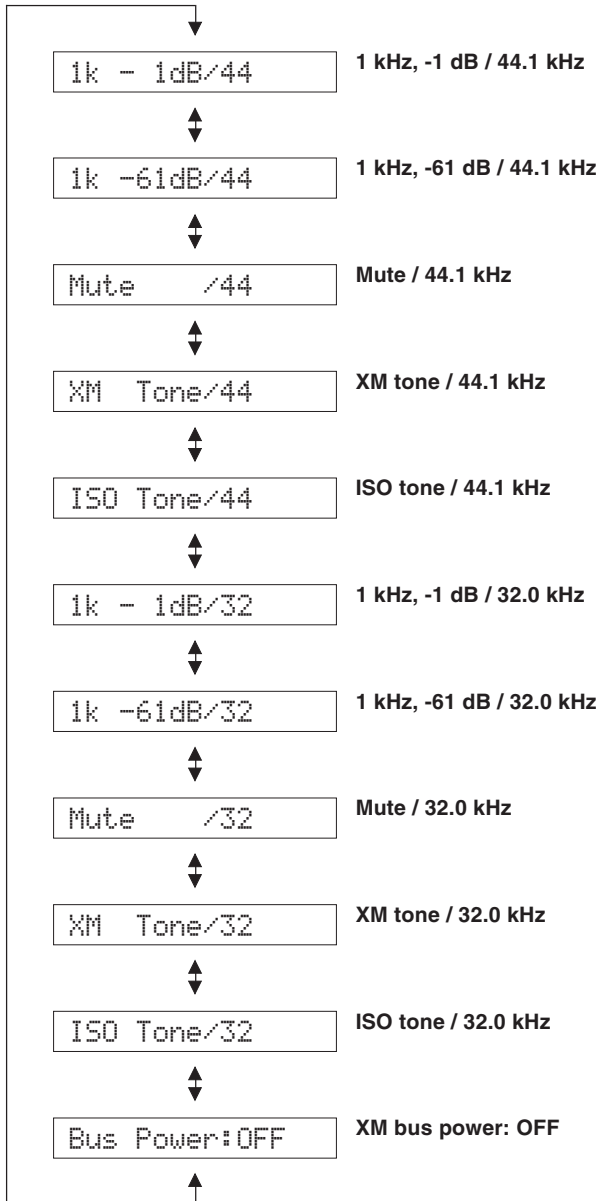 1k - 1dB/44 1 kHz, -1 dB / 44.1 kHz
1k -61dB/44 1 kHz, -61 dB / 44.1 kHz
Mute /44 Mute / 44.1 kHz
XM Tone/44 XM tone / 44.1 kHz
ISO Tone/44 ISO tone / 44.1 kHz
1k - 1dB/32 1 kHz, -1 dB / 32.0 kHz
1k -61dB/32 1 kHz, -61 dB / 32.0 kHz
Mute /32 Mute / 32.0 kHz
XM Tone/32 XM tone / 32.0 kHz
ISO Tone/32 ISO tone / 32.0 kHz
Bus Power:OFF XM bus power: OFF